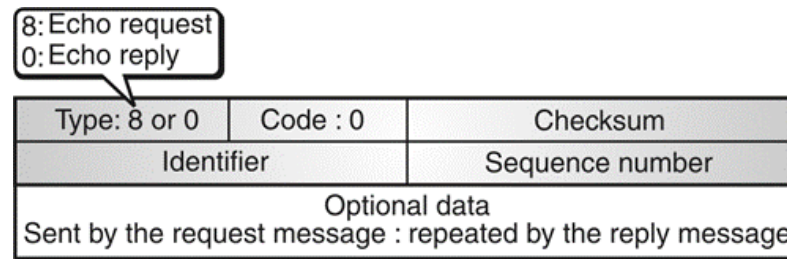 8: Echo request
0: Echo reply
Type: 8 or 0 Code : 0 Checksum
Identifier Sequence number
Optional data
Sent by the request message : repeated by the reply message